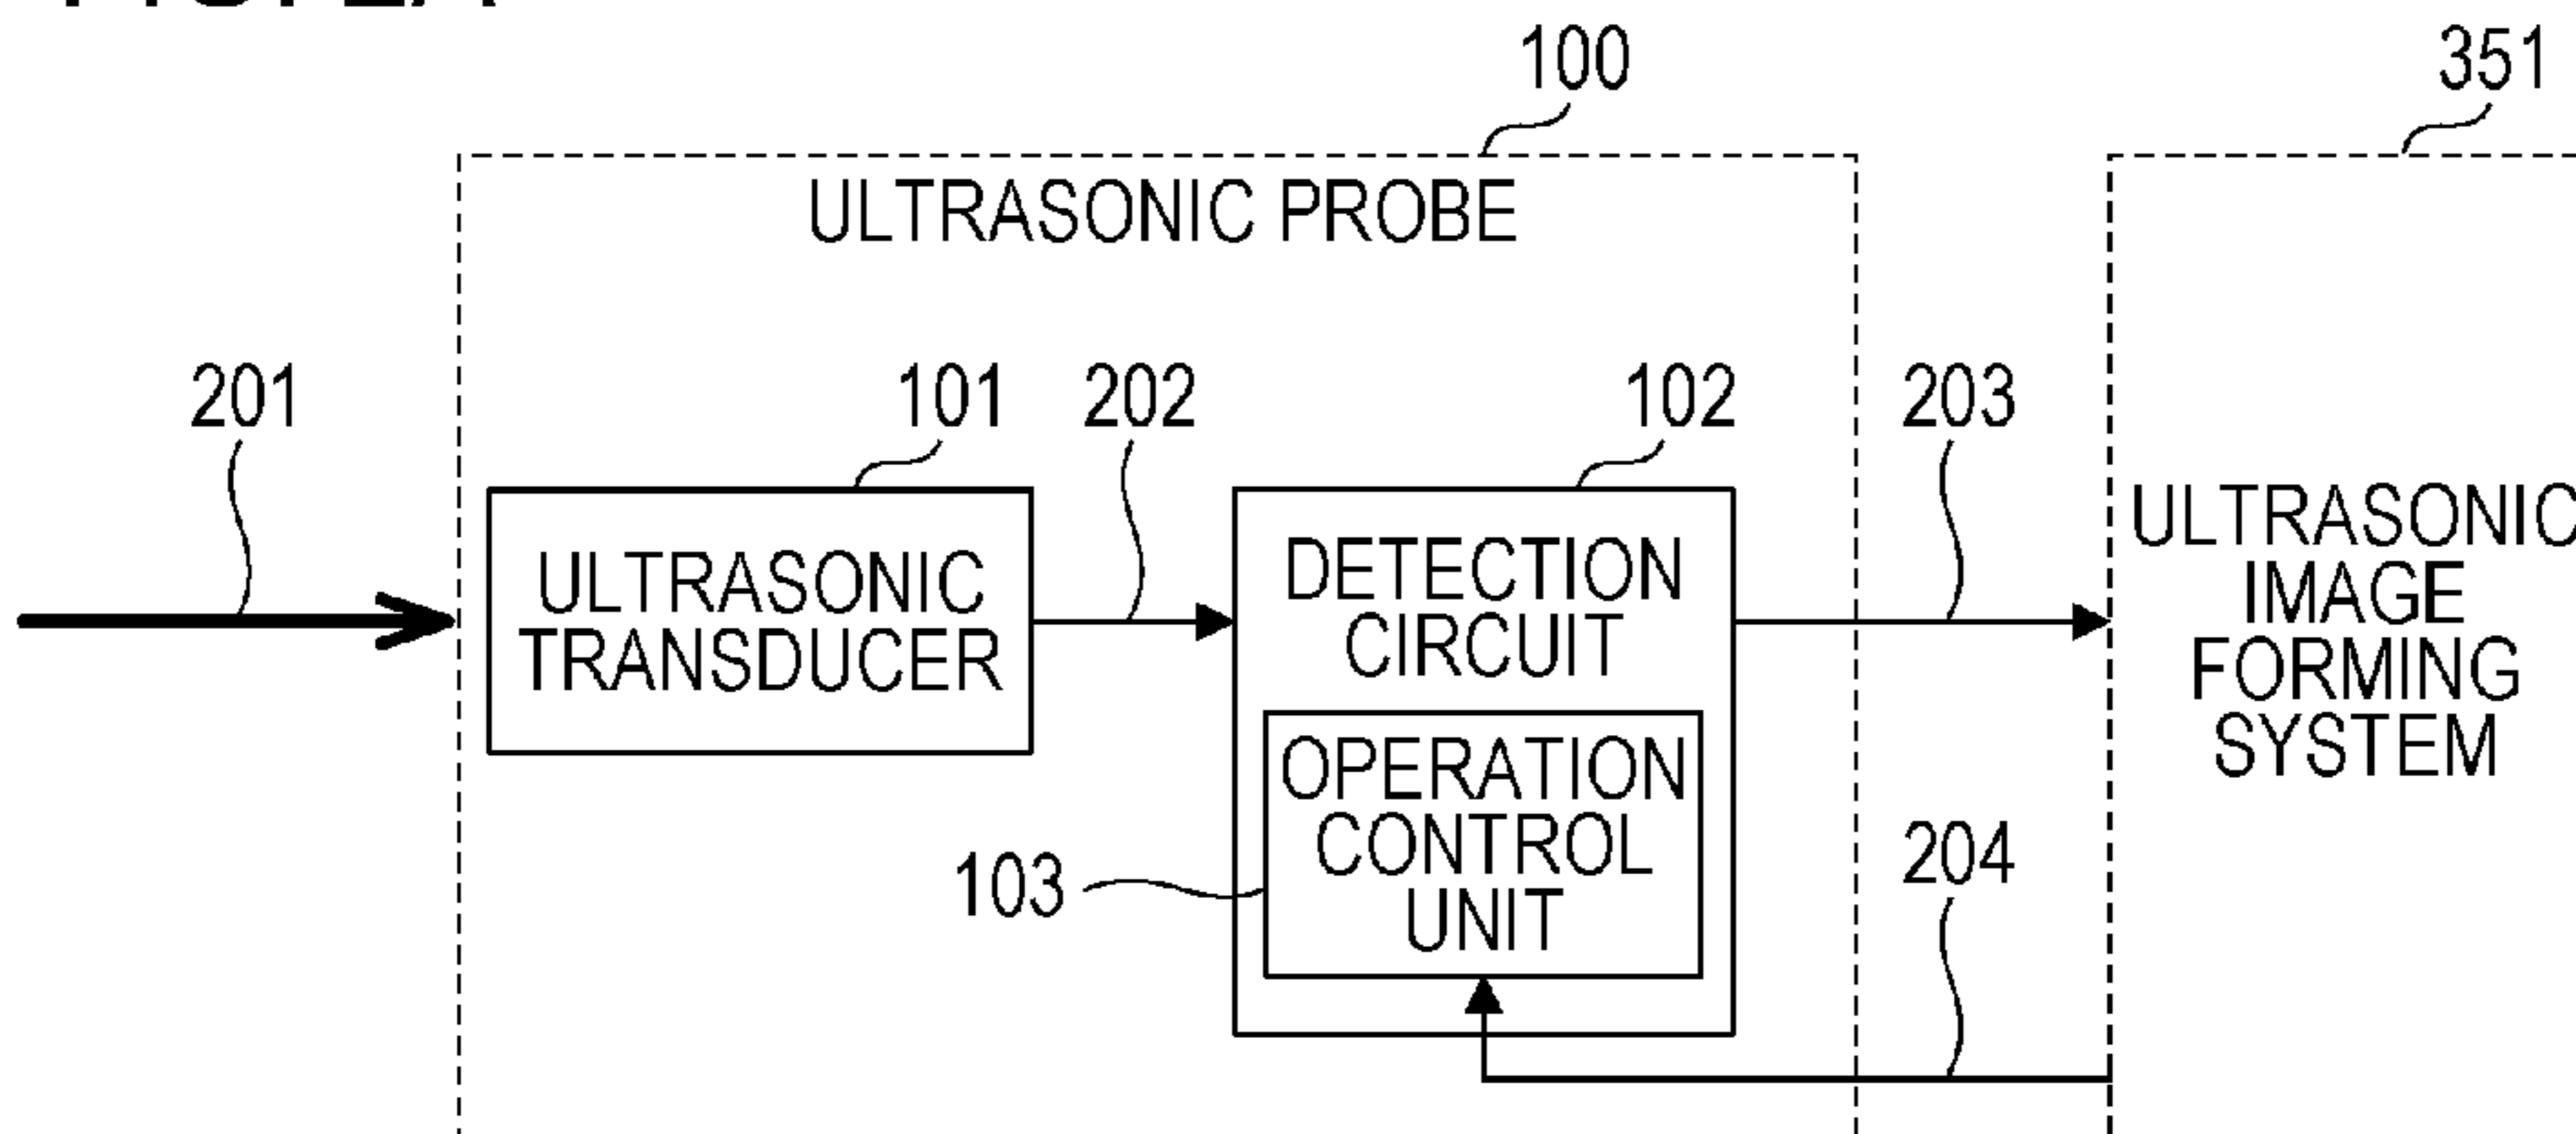 100
351
ULTRASONIC PROBE
201
101
202
102
203
ULTRASONIC
TRANSDUCER
DETECTION
CIRCUIT
ULTRASONIC
IMAGE
FORMING
SYSTEM
OPERATION
CONTROL
UNIT
103
204